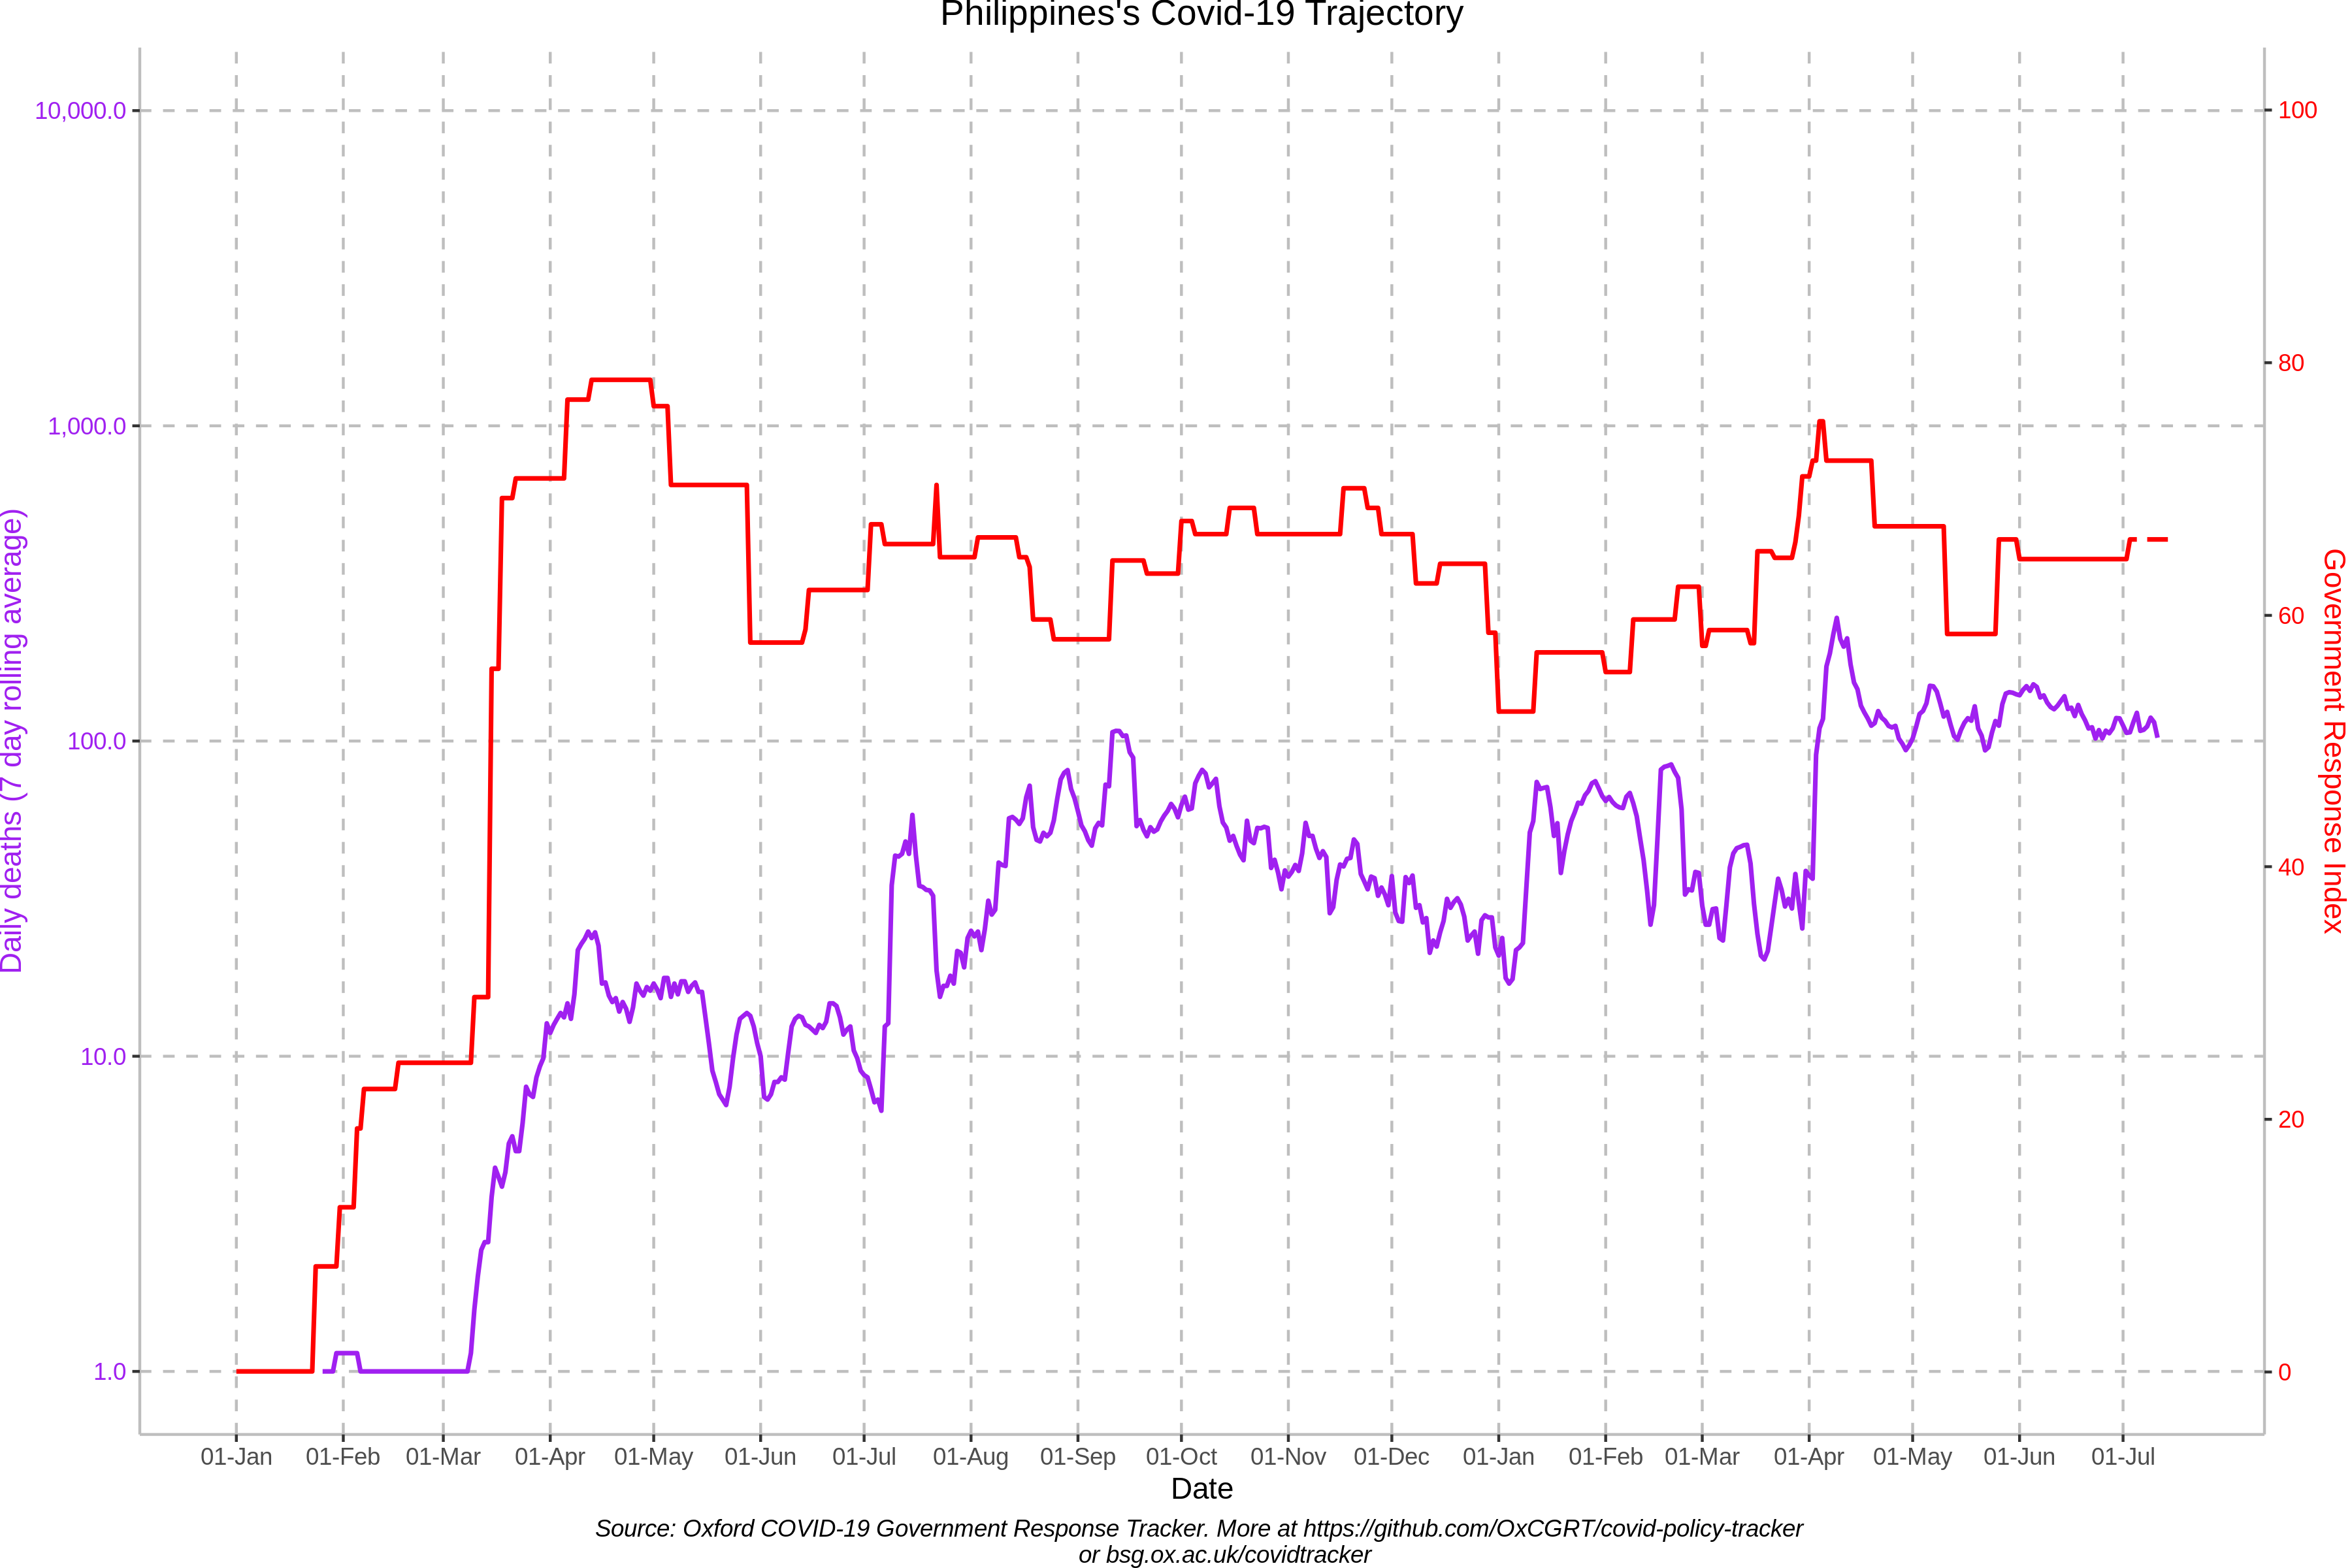 Philippines's Covid-19 Trajectory
10,000.0
1,000.0
100.0
10.0
1.0
Daily deaths (7 day rolling average)
100
80
60
40
20
0
Government Response Index
01-Jan 01-Feb 01-Mar 01-Apr 01-May 01-Jun 01-Jul 01-Aug 01-Sep 01-Oct 01-Nov 01-Dec 01-Jan 01-Feb 01-Mar 01-Apr 01-May 01-Jun 01-Jul
Date
Source: Oxford COVID-19 Government Response Tracker. More at https://github.com/OxCGRT/covid-policy-tracker
or bsg.ox.ac.uk/covidtracker